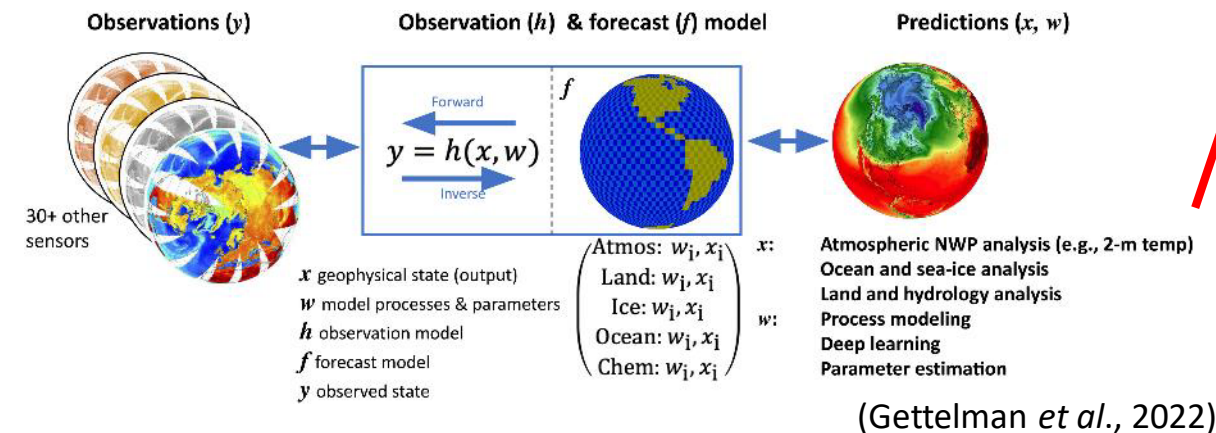 Observations (y)
Observation (h) & forecast (f) model
Predictions (x, w)
30+ other
sensors
Forward
y = h(x, w)
Inverse
f
x geophysical state (output)
w model processes & parameters
h observation model
f forecast model
y observed state
Atmos: wᵢ, xᵢ
Land: wᵢ, xᵢ
Ice: wᵢ, xᵢ
Ocean: wᵢ, xᵢ
Chem: wᵢ, xᵢ
x: Atmospheric NWP analysis (e.g., 2-m temp)
Ocean and sea-ice analysis
Land and hydrology analysis
w: Process modeling
Deep learning
Parameter estimation
(Gettelman et al., 2022)